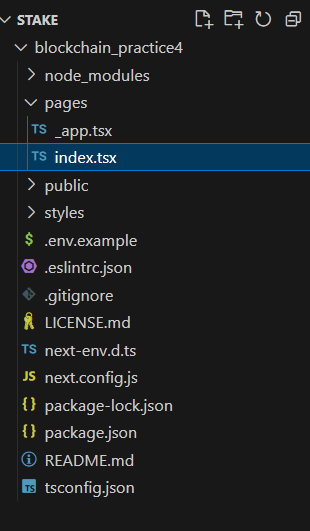 STAKE
blockchain_practice4
node_modules
pages
TS _app.tsx
TS index.tsx
public
styles
$ .env.example
.eslintrc.json
.gitignore
LICENSE.md
TS next-env.d.ts
JS next.config.js
{} package-lock.json
{} package.json
README.md
TS tsconfig.json